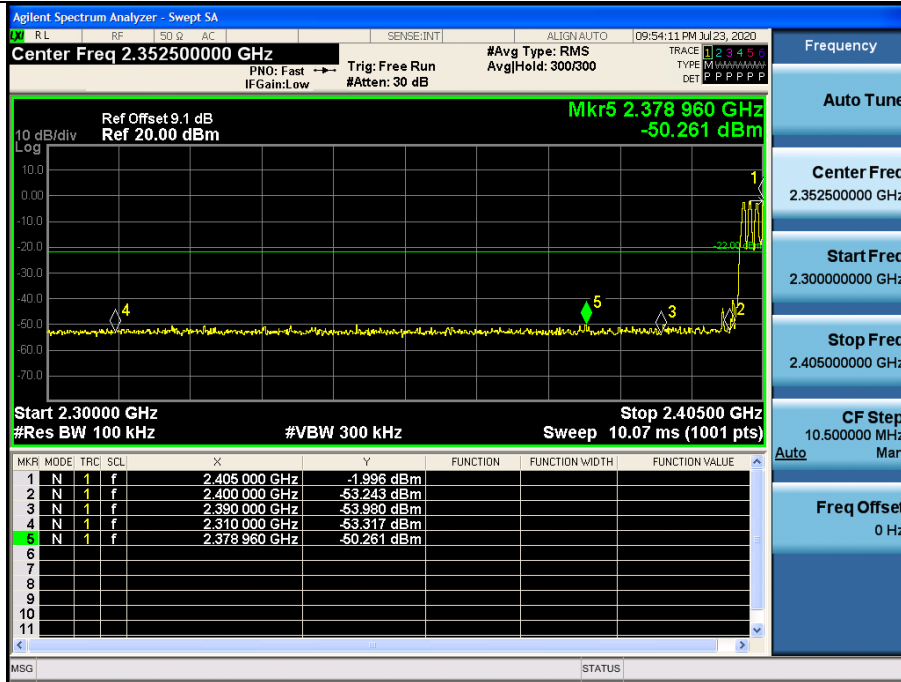 Agilent Spectrum Analyzer - Swept SA
LXI RL RF 50 Ω AC SENSE:INT ALIGN AUTO 09:54:11 PM Jul 23, 2020
Center Freq 2.352500000 GHz
PNO: Fast
IFGain:Low
Trig: Free Run
#Atten: 30 dB
#Avg Type: RMS
Avg|Hold: 300/300
TRACE 1 2 3 4 5 6
TYPE M
DET P P P P P P
Ref Offset 9.1 dB
10 dB/div Ref 20.00 dBm
Log
Mkr5 2.378 960 GHz
-50.261 dBm
10.0
0.00
-10.0
-20.0
-30.0
-40.0
-50.0
-60.0
-70.0
-22.00 dBm
1
2
3
4
5
Start 2.30000 GHz Stop 2.40500 GHz
#Res BW 100 kHz #VBW 300 kHz Sweep 10.07 ms (1001 pts)
MKR MODE TRC SCL X Y FUNCTION FUNCTION WIDTH FUNCTION VALUE
1 N 1 f 2.405 000 GHz -1.996 dBm
2 N 1 f 2.400 000 GHz -53.243 dBm
3 N 1 f 2.390 000 GHz -53.980 dBm
4 N 1 f 2.310 000 GHz -53.317 dBm
5 N 1 f 2.378 960 GHz -50.261 dBm
6
7
8
9
10
11
MSG STATUS
Frequency
Auto Tune
Center Freq
2.352500000 GHz
Start Freq
2.300000000 GHz
Stop Freq
2.405000000 GHz
CF Step
10.500000 MHz
Auto Man
Freq Offset
0 Hz